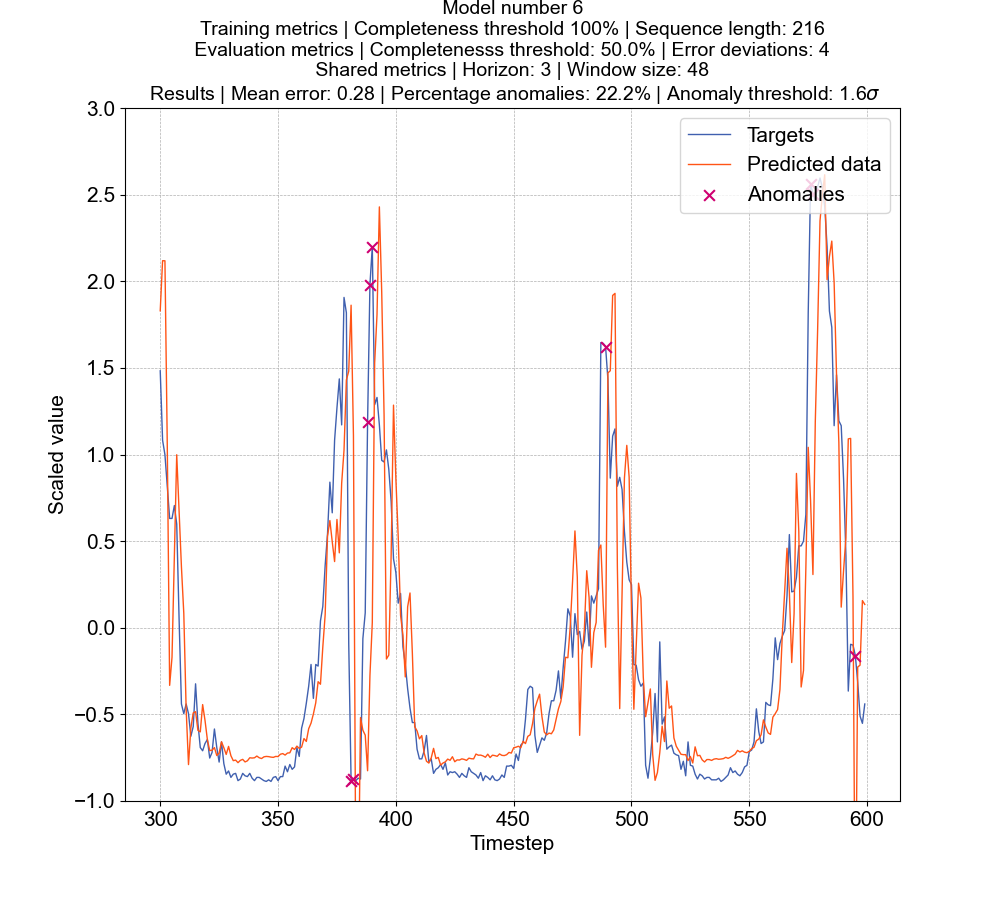 Model number 6
Training metrics | Completeness threshold 100% | Sequence length: 216
Evaluation metrics | Completenesss threshold: 50.0% | Error deviations: 4
Shared metrics | Horizon: 3 | Window size: 48
Results | Mean error: 0.28 | Percentage anomalies: 22.2% | Anomaly threshold: 1.6σ
Targets
Predicted data
Anomalies
Scaled value
3.0
2.5
2.0
1.5
1.0
0.5
0.0
−0.5
−1.0
300
350
400
450
500
550
600
Timestep